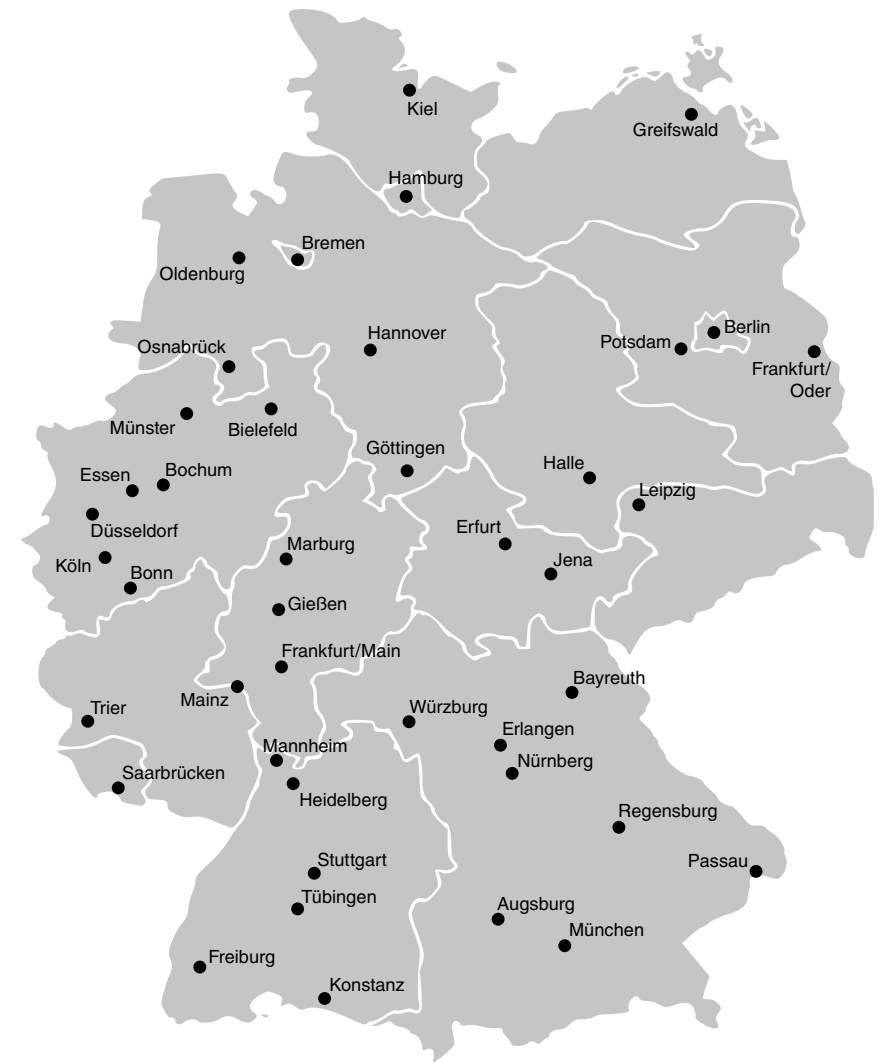 Kiel
Greifswald
Hamburg
Bremen
Oldenburg
Berlin
Hannover
Potsdam
Osnabrück
Frankfurt/
Oder
Münster
Bielefeld
Göttingen
Halle
Essen
Bochum
Leipzig
Düsseldorf
Erfurt
Marburg
Jena
Köln
Bonn
Gießen
Frankfurt/Main
Bayreuth
Mainz
Trier
Würzburg
Erlangen
Mannheim
Nürnberg
Saarbrücken
Heidelberg
Regensburg
Stuttgart
Passau
Tübingen
Augsburg
München
Freiburg
Konstanz